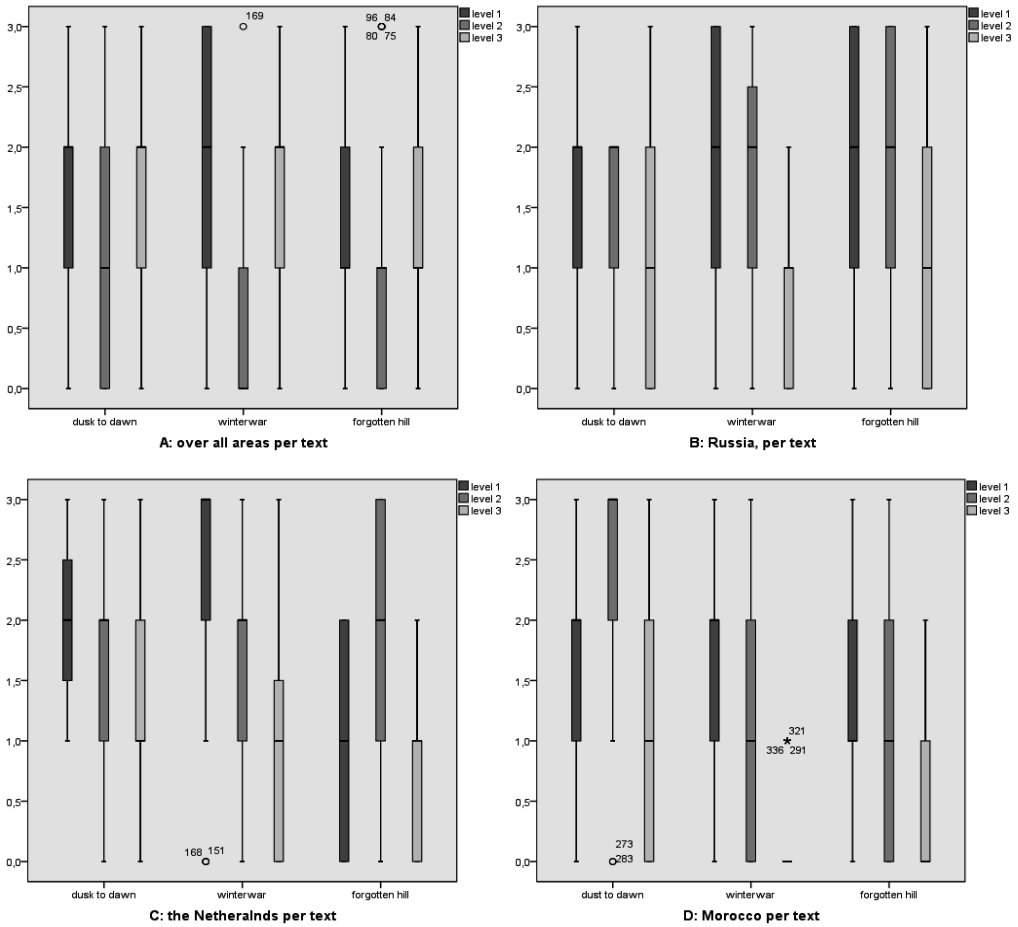 level 1
level 2
level 3
3,0
2,5
2,0
1,5
1,0
0,5
0,0
169
96 84
80 75
dusk to dawn winterwar forgotten hill
A: over all areas per text
level 1
level 2
level 3
3,0
2,5
2,0
1,5
1,0
0,5
0,0
dusk to dawn winterwar forgotten hill
B: Russia, per text
level 1
level 2
level 3
3,0
2,5
2,0
1,5
1,0
0,5
0,0
168 151
dusk to dawn winterwar forgotten hill
C: the Netheralnds per text
level 1
level 2
level 3
3,0
2,5
2,0
1,5
1,0
0,5
0,0
321
336 291
273
283
dust to dawn winterwar forgotten hill
D: Morocco per text